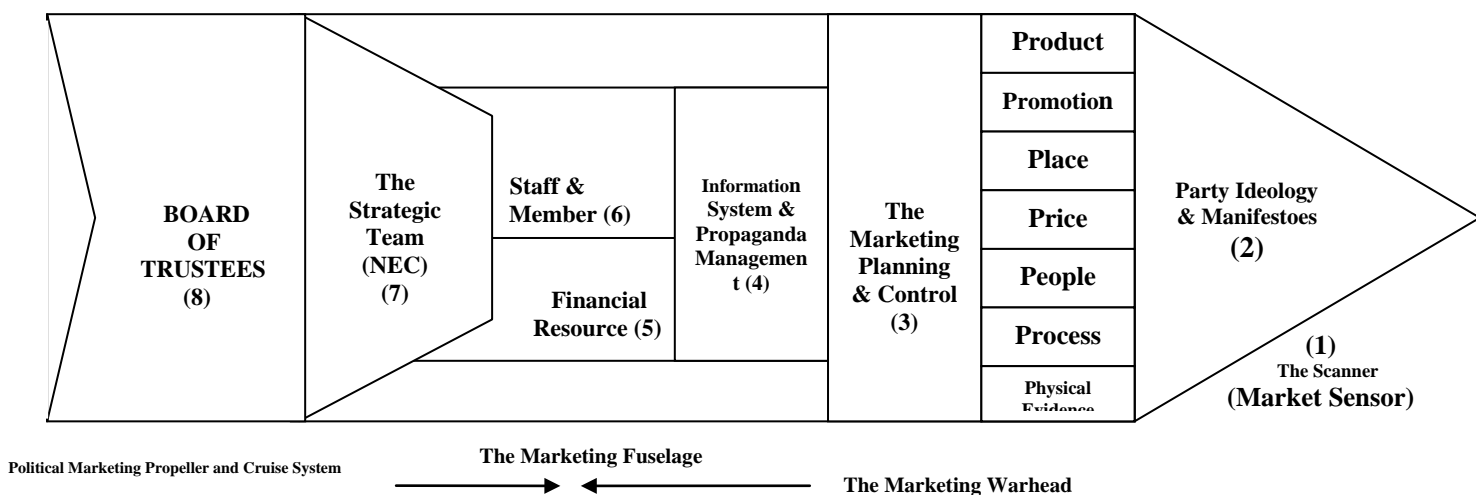 BOARD
OF
TRUSTEES
(8)
The
Strategic
Team
(NEC)
(7)
Staff &
Member (6)
Financial
Resource (5)
Information
System &
Propaganda
Managemen
t (4)
The
Marketing
Planning
& Control
(3)
Product
Promotion
Place
Price
People
Process
Physical
Evidence
Party Ideology
& Manifestoes
(2)
(1)
The Scanner
(Market Sensor)
Political Marketing Propeller and Cruise System
The Marketing Fuselage
The Marketing Warhead